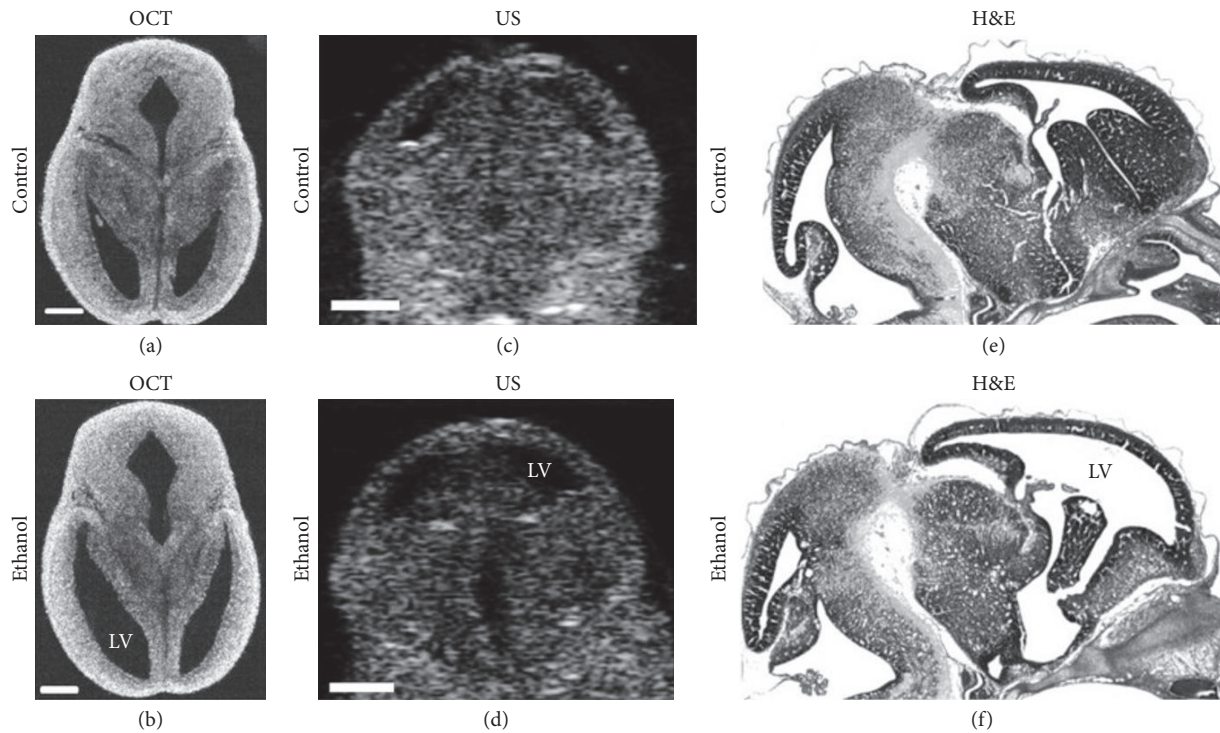 OCT
US
H&E
Control
Control
Control
(a)
(c)
(e)
OCT
US
H&E
Ethanol
Ethanol
Ethanol
LV
LV
LV
(b)
(d)
(f)